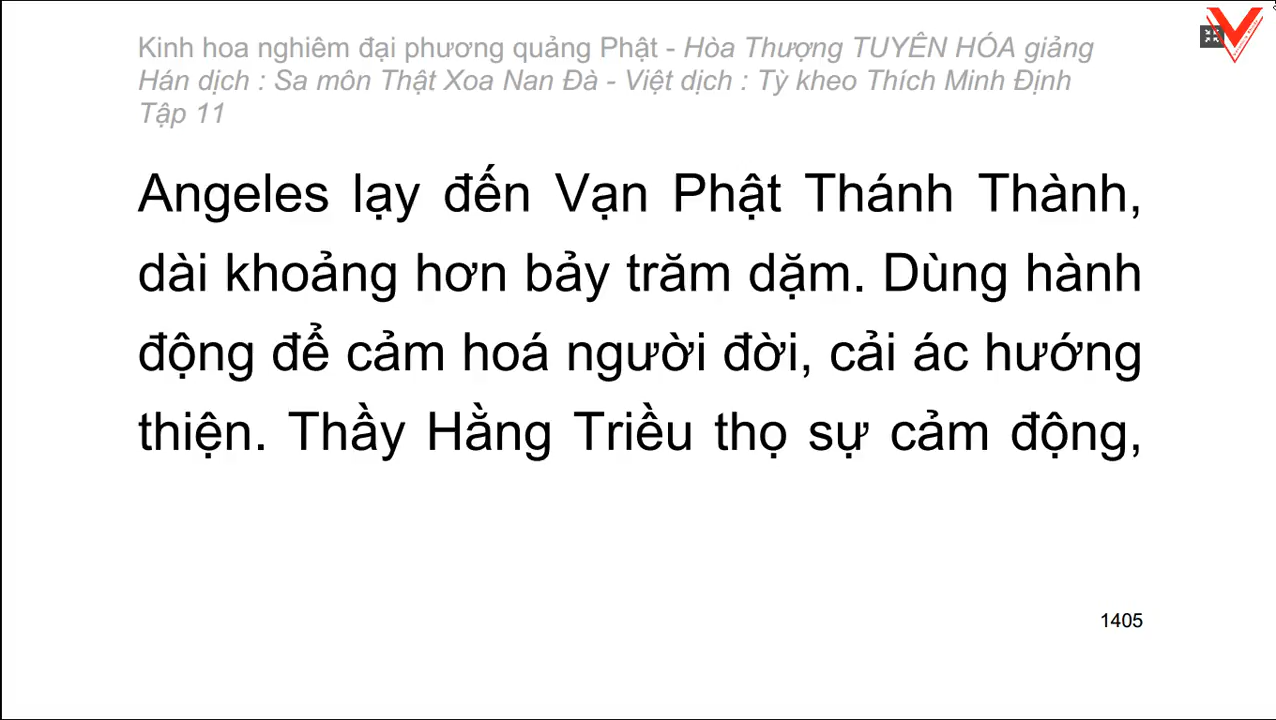 Kinh hoa nghiêm đại phương quảng Phật - Hòa Thượng TUYÊN HÓA giảng
Hán dịch : Sa môn Thật Xoa Nan Đà - Việt dịch : Tỳ kheo Thích Minh Định
Tập 11
Angeles lạy đến Vạn Phật Thánh Thành,
dài khoảng hơn bảy trăm dặm. Dùng hành
động để cảm hoá người đời, cải ác hướng
thiện. Thầy Hằng Triều thọ sự cảm động,
1405